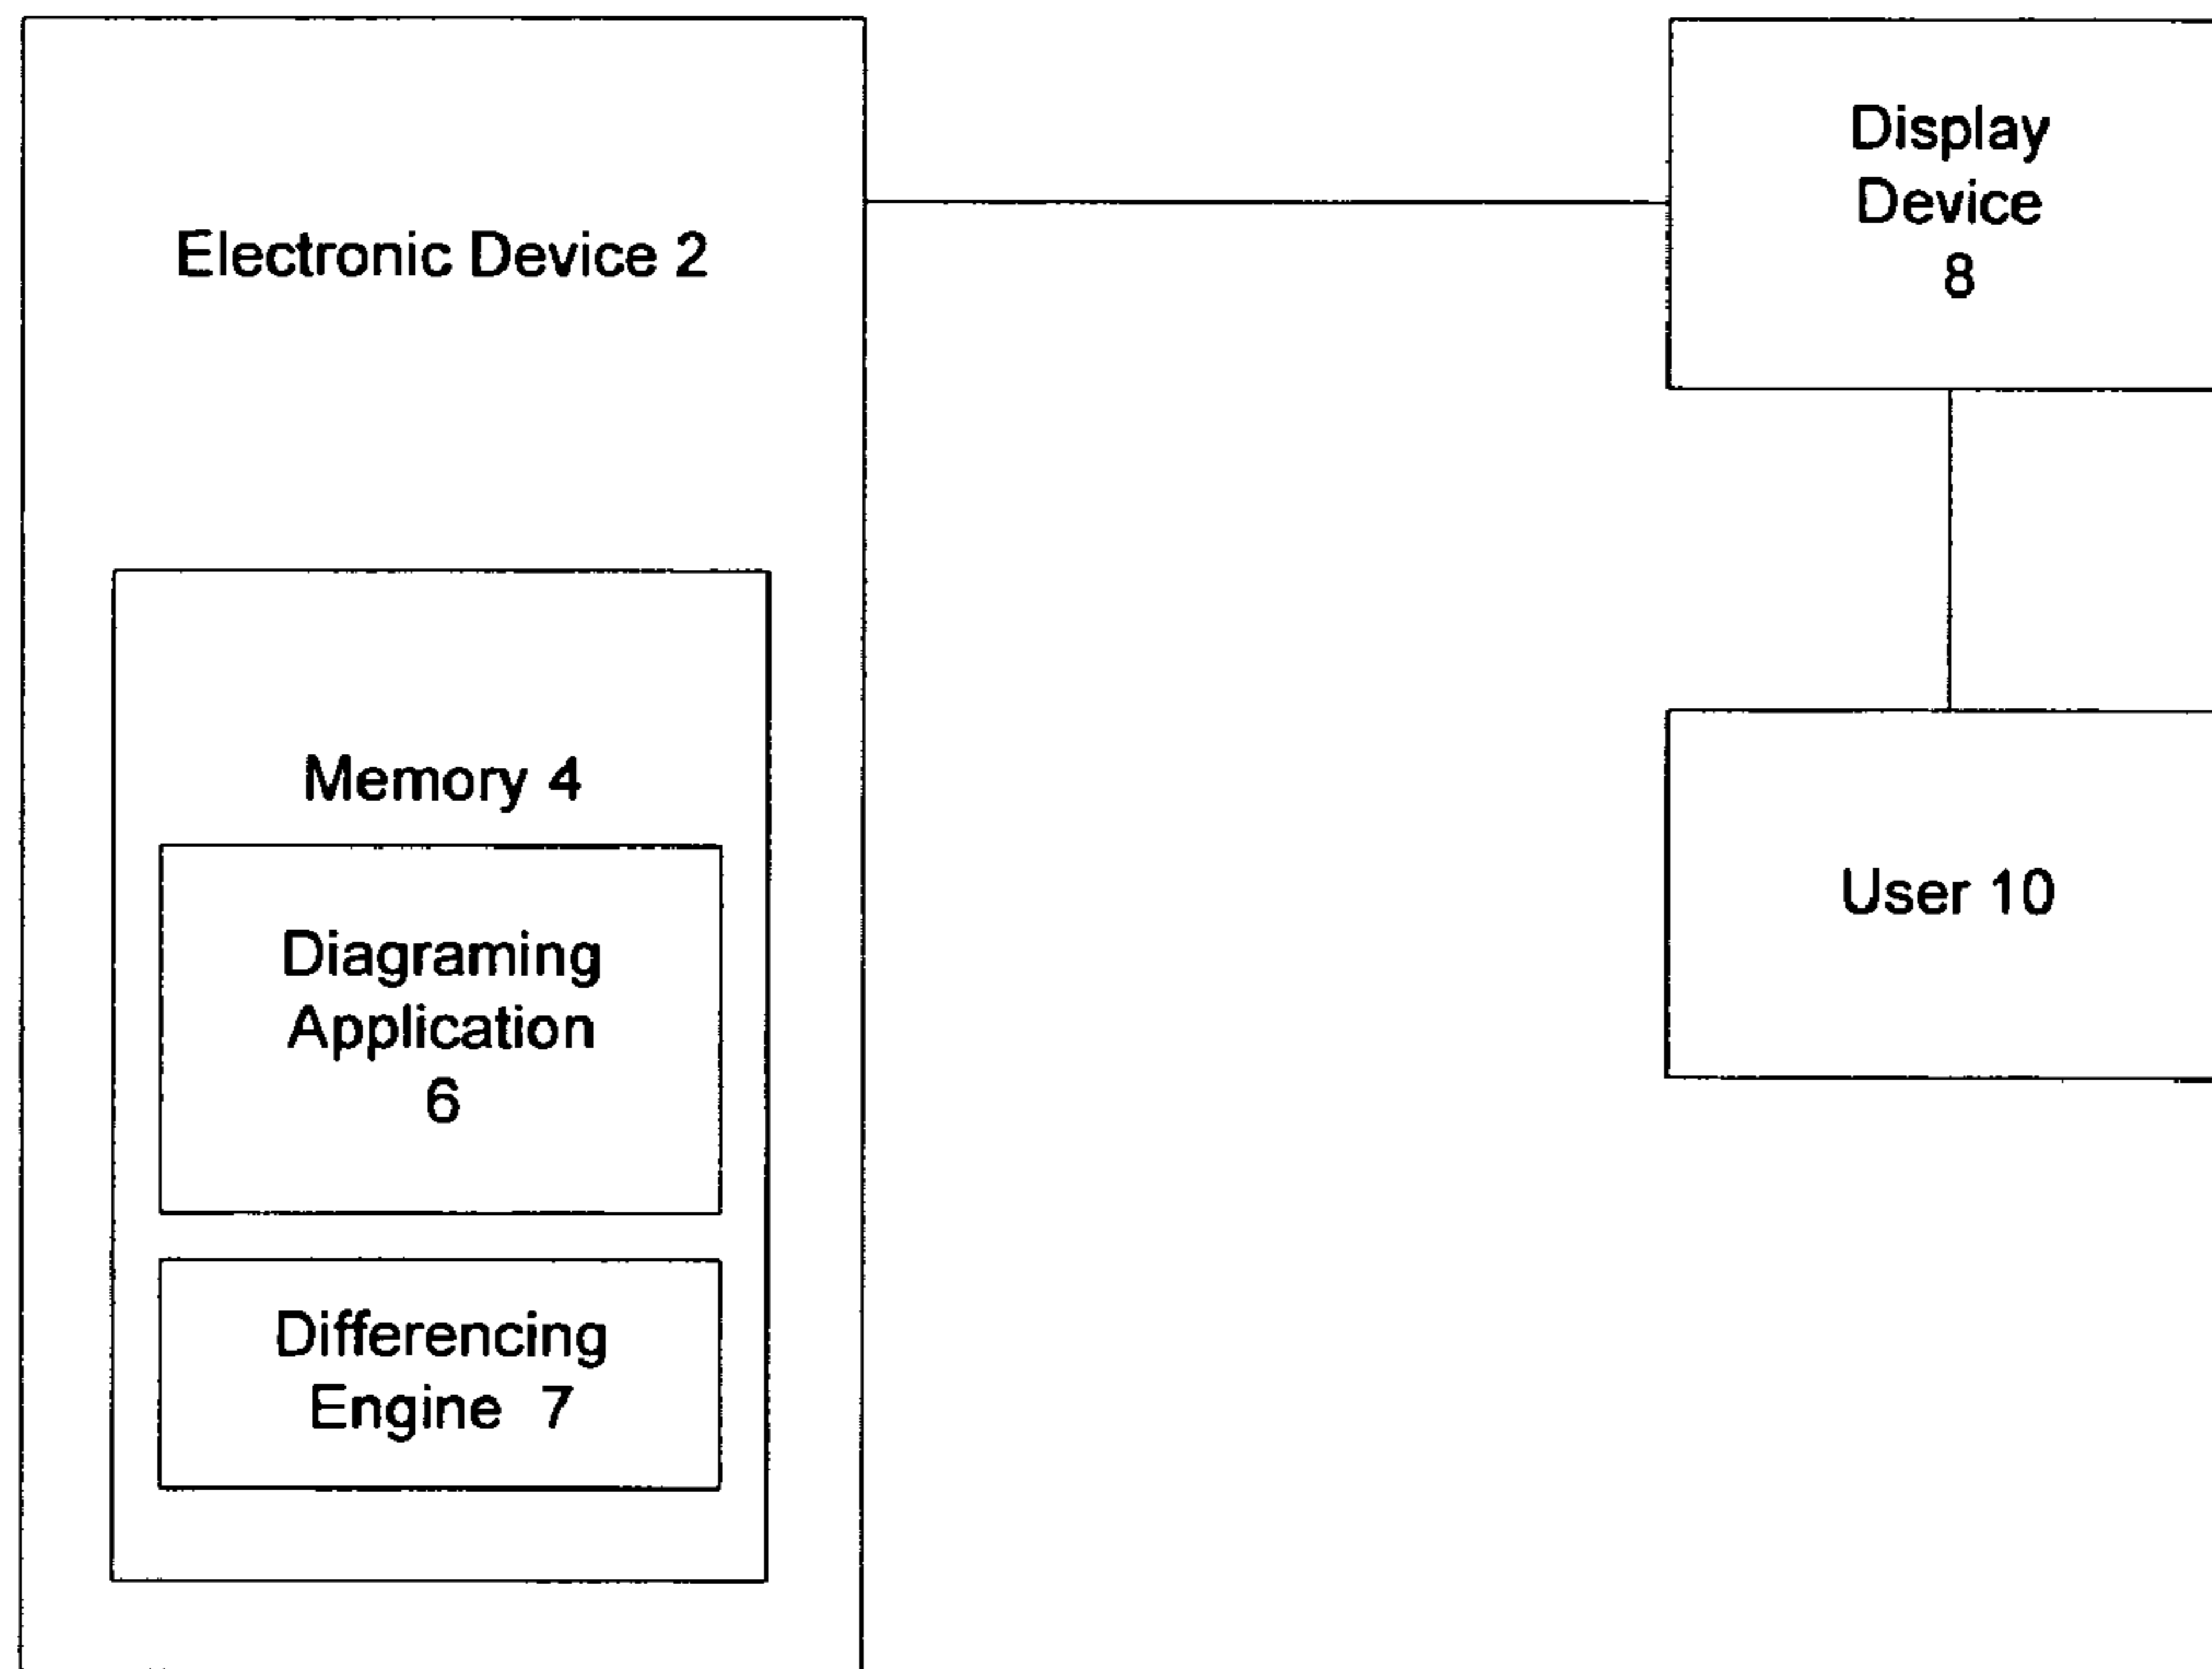 Electronic Device 2
Memory 4
Diagraming
Application
6
Differencing
Engine 7
Display
Device
8
User 10